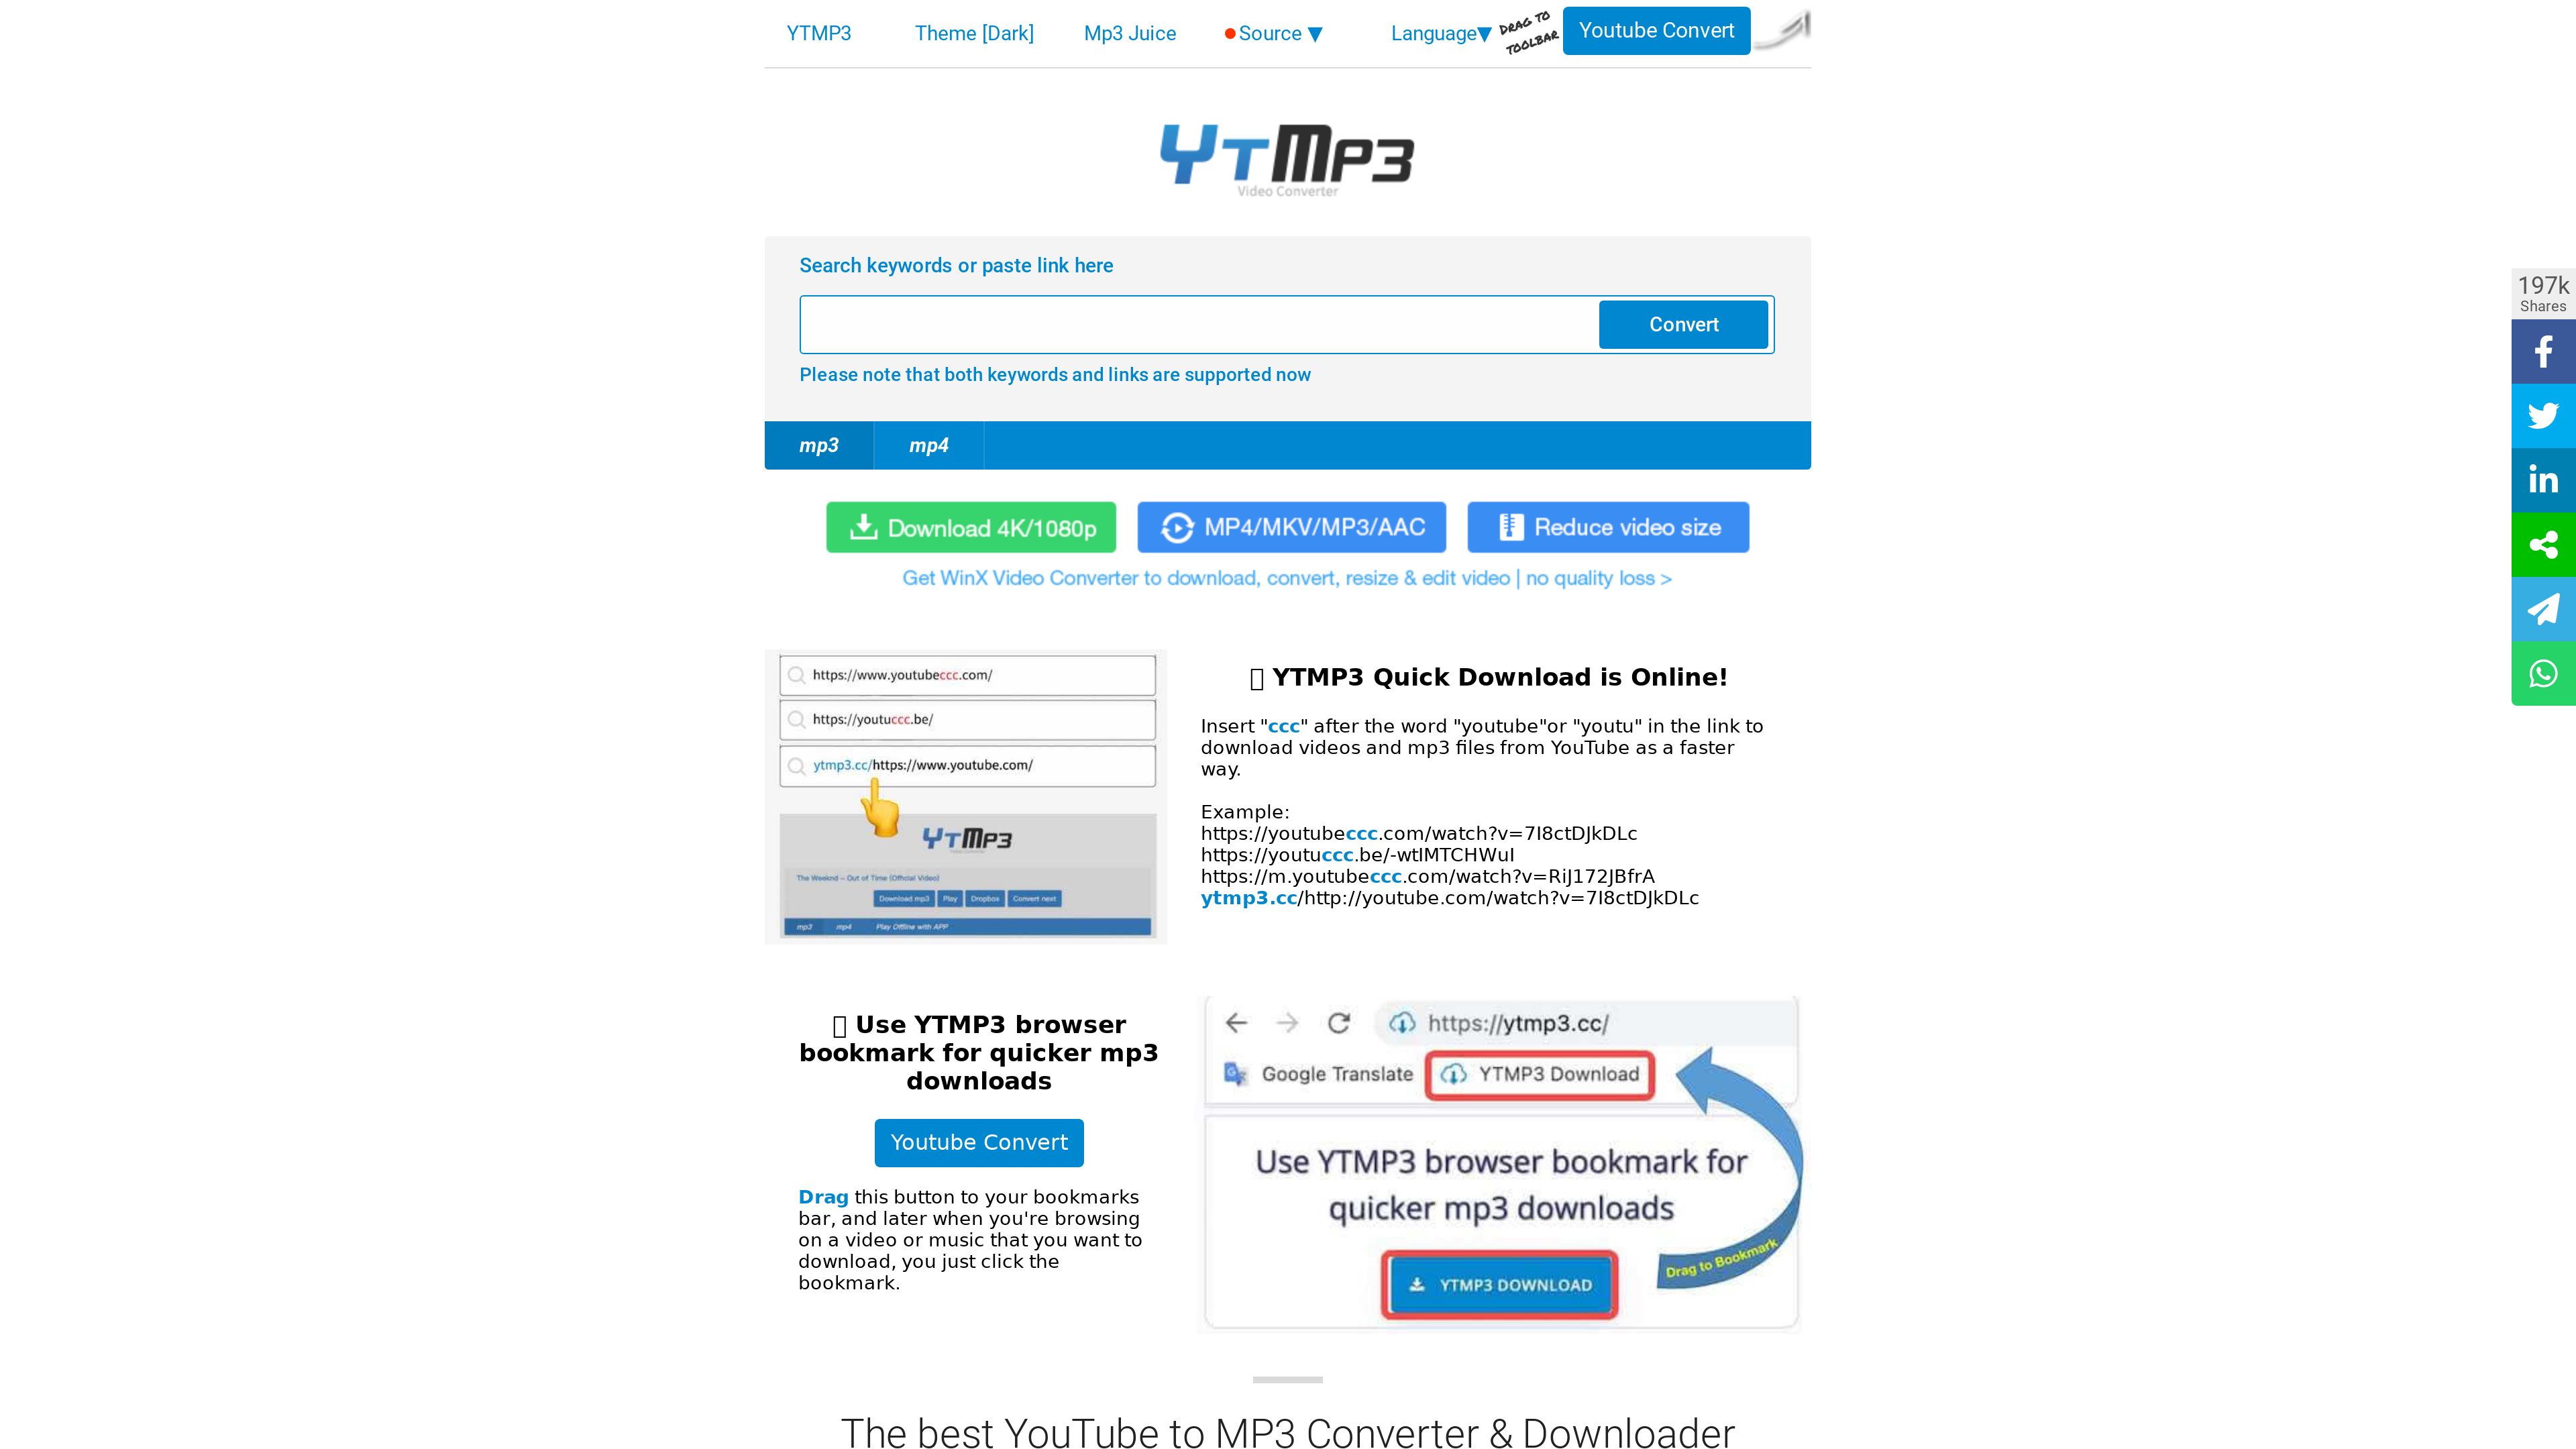 YTMP3
Theme [Dark]
Mp3 Juice
Source ▼
Language▼
DRAG TO
TOOLBAR
Youtube Convert
YTMP3
Video Converter
Search keywords or paste link here
Convert
Please note that both keywords and links are supported now
mp3
mp4
Download 4K/1080p
MP4/MKV/MP3/AAC
Reduce video size
Get WinX Video Converter to download, convert, resize & edit video | no quality loss >
197k
Shares
https://www.youtubeccc.com/
https://youtuccc.be/
ytmp3.cc/https://www.youtube.com/
YTMP3
The Weeknd – Out of Time (Official Video)
Download mp3
Play
Dropbox
Convert next
mp3
mp4
Play Offline with APP
YTMP3 Quick Download is Online!
Insert "ccc" after the word "youtube"or "youtu" in the link to
download videos and mp3 files from YouTube as a faster
way.
Example:
https://youtubeccc.com/watch?v=7I8ctDJkDLc
https://youtuccc.be/-wtIMTCHWuI
https://m.youtubeccc.com/watch?v=RiJ172JBfrA
ytmp3.cc/http://youtube.com/watch?v=7I8ctDJkDLc
Use YTMP3 browser
bookmark for quicker mp3
downloads
Youtube Convert
Drag this button to your bookmarks
bar, and later when you're browsing
on a video or music that you want to
download, you just click the
bookmark.
https://ytmp3.cc/
Google Translate
YTMP3 Download
Use YTMP3 browser bookmark for
quicker mp3 downloads
Drag to Bookmark
YTMP3 DOWNLOAD
The best YouTube to MP3 Converter & Downloader